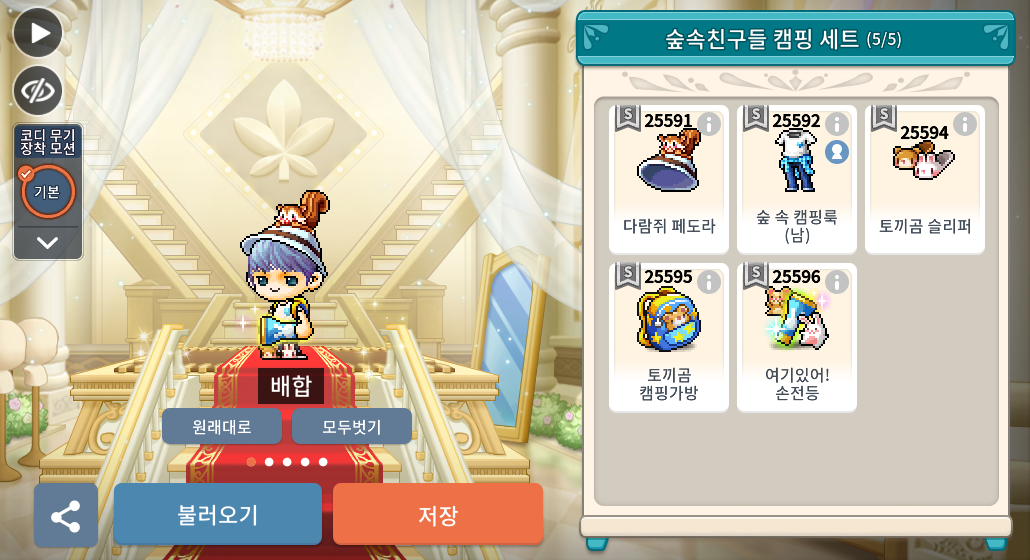 코디 무기
장착 모션
기본
배합
원래대로
모두벗기
불러오기
저장
숲속친구들 캠핑 세트 (5/5)
S
25591
다람쥐 페도라
S
25592
숲 속 캠핑룩
(남)
S
25594
토끼곰 슬리퍼
S
25595
토끼곰
캠핑가방
S
25596
여기있어!
손전등